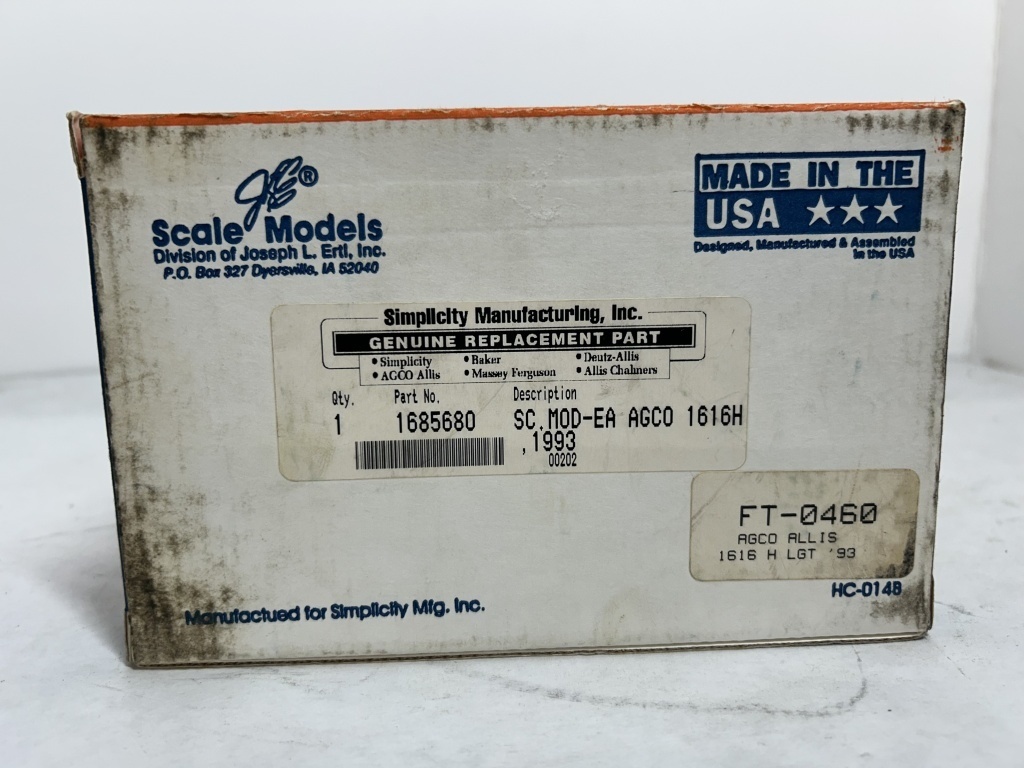 JLE®
Scale Models
Division of Joseph L. Ertl, Inc.
P.O. Box 327 Dyersville, IA 52040
MADE IN THE
USA ★★★
Designed, Manufactured & Assembled
in the USA
Simplicity Manufacturing, Inc.
GENUINE REPLACEMENT PART
• Simplicity • Baker • Deutz-Allis
• AGCO Allis • Massey Ferguson • Allis Chalmers
Qty. Part No. Description
1 1685680 SC.MOD-EA AGCO 1616H
,1993
00202
FT-0460
AGCO ALLIS
1616 H LGT '93
HC-0148
Manufactued for Simplicity Mfg. Inc.